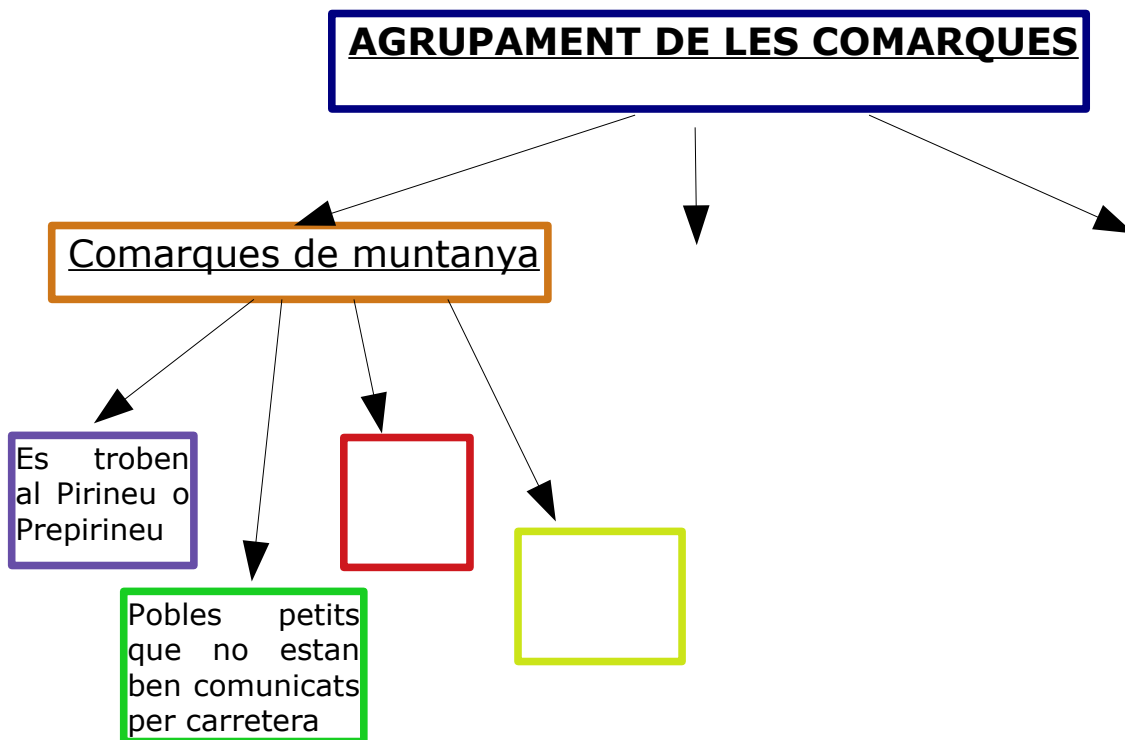 AGRUPAMENT DE LES COMARQUES
Comarques de muntanya
Es troben
al Pirineu o
Prepirineu
Pobles petits
que no estan
ben comunicats
per carretera